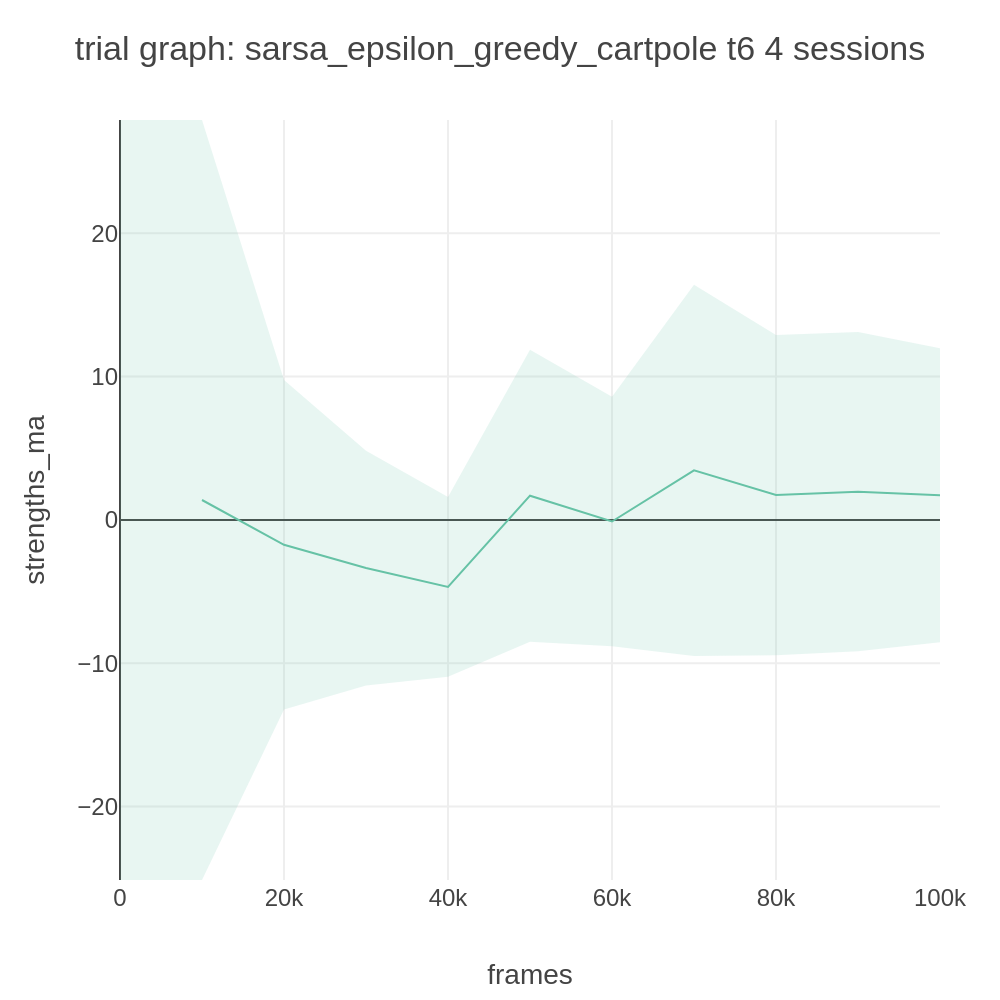 trial graph: sarsa_epsilon_greedy_cartpole t6 4 sessions
strengths_ma
20
10
0
−10
−20
0
20k
40k
60k
80k
100k
frames